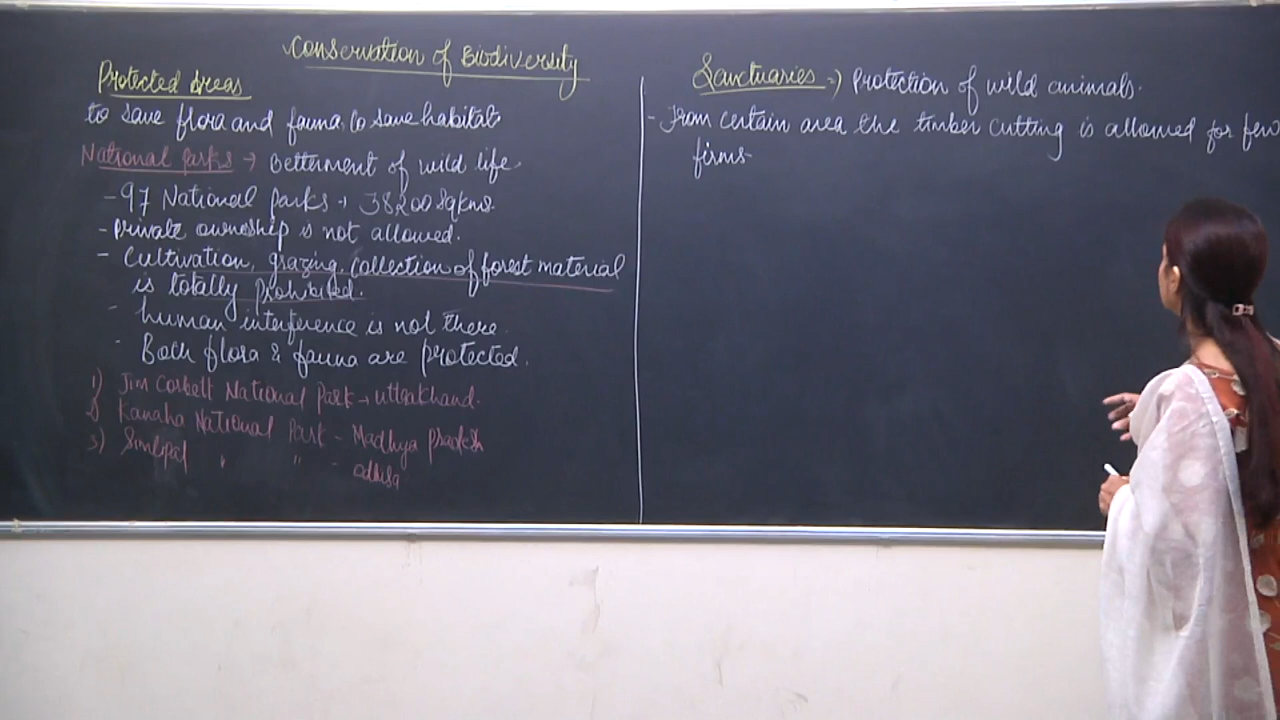 Conservation of Biodiversity
Protected Areas
to save flora and fauna, to save habitat
National parks → Betterment of wild life.
- 97 National parks → 38200 Sqkms.
- Private ownership is not allowed.
- Cultivation, grazing, collection of forest material
is totally prohibited.
- human interference is not there.
- Both flora & fauna are protected.
1) Jim Corbett National Park → Uttrakhand.
2) Kanaha National Park - Madhya Pradesh
3) Simlipal " " - Odhisa
Sanctuaries → Protection of wild animals.
- From certain area the timber cutting is allowed for few
firms